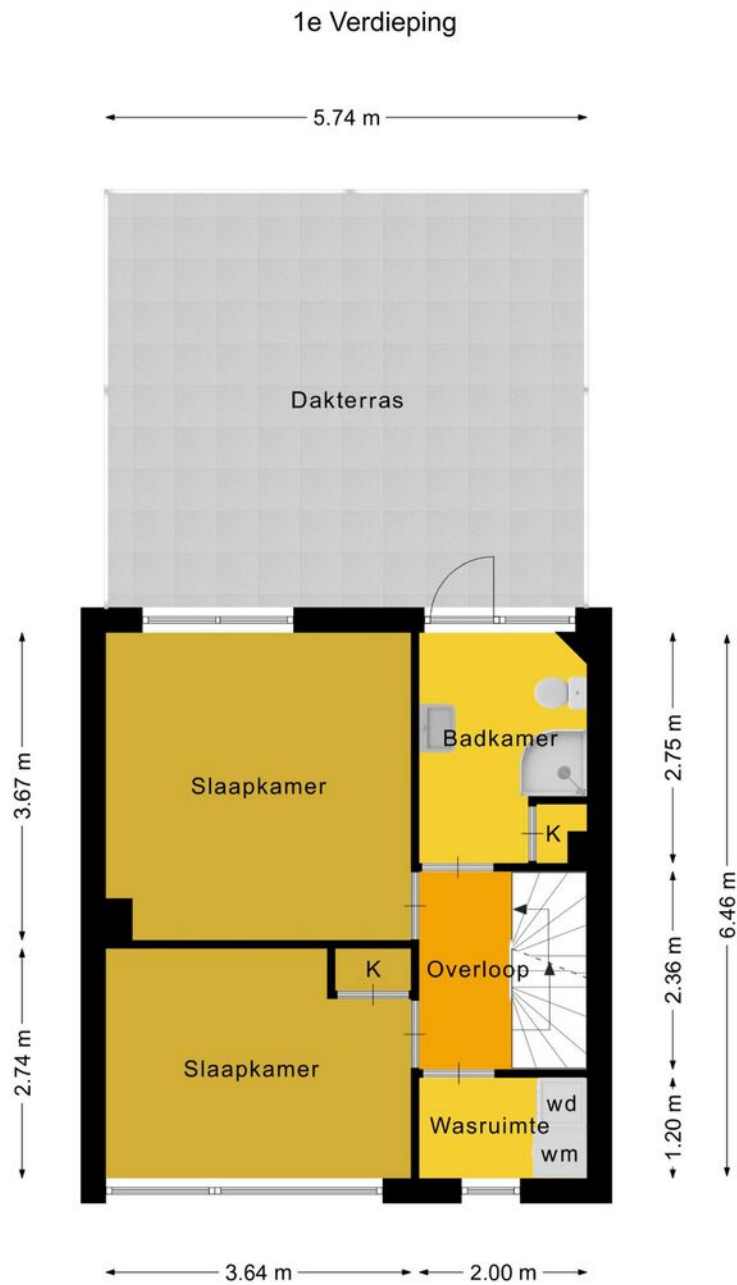 1e Verdieping
5.74 m
Dakterras
Badkamer
Slaapkamer
K
3.67 m
2.75 m
6.46 m
Overloop
K
2.36 m
Slaapkamer
2.74 m
Wasruimte
wd
wm
1.20 m
3.64 m
2.00 m